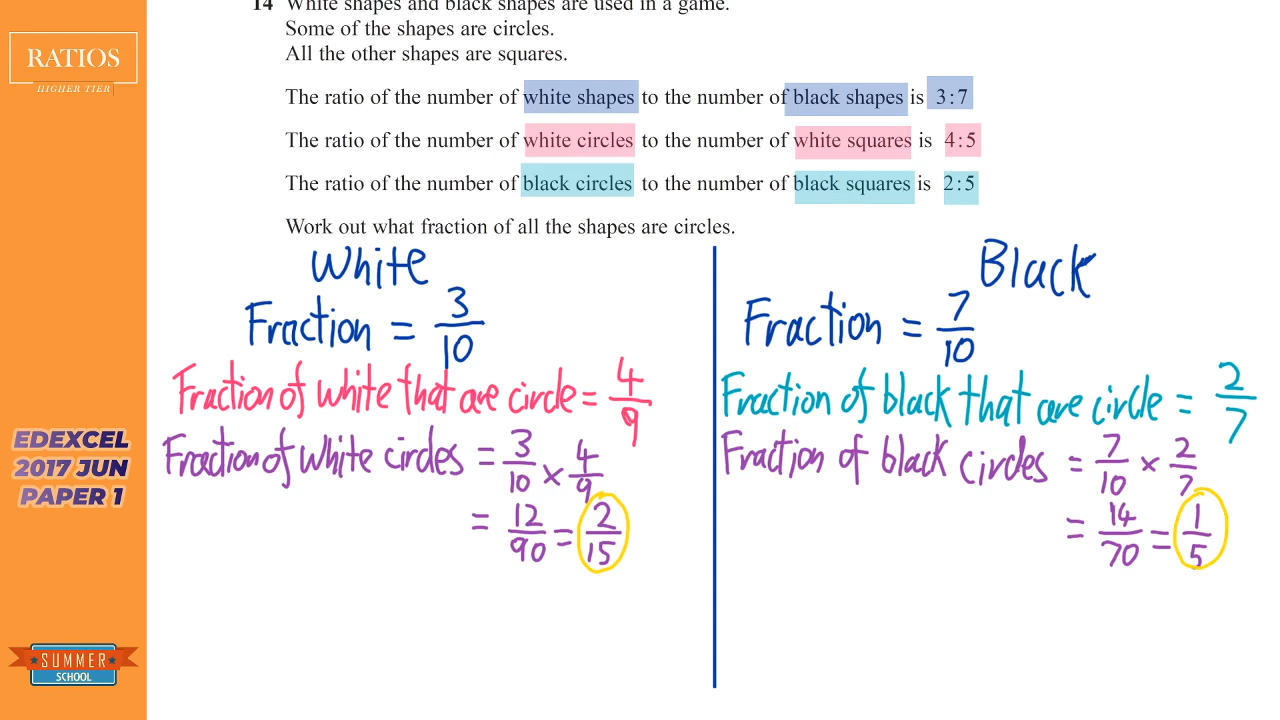 RATIOS
HIGHER TIER
EDEXCEL
2017 JUN
PAPER 1
SUMMER
SCHOOL
14 White shapes and black shapes are used in a game.
Some of the shapes are circles.
All the other shapes are squares.
The ratio of the number of white shapes to the number of black shapes is 3:7
The ratio of the number of white circles to the number of white squares is 4:5
The ratio of the number of black circles to the number of black squares is 2:5
Work out what fraction of all the shapes are circles.
White
Fraction = 3/10
Fraction of white that are circle = 4/9
Fraction of white circles = 3/10 × 4/9
= 12/90 = 2/15
Black
Fraction = 7/10
Fraction of black that are circle = 2/7
Fraction of black circles = 7/10 × 2/7
= 14/70 = 1/5